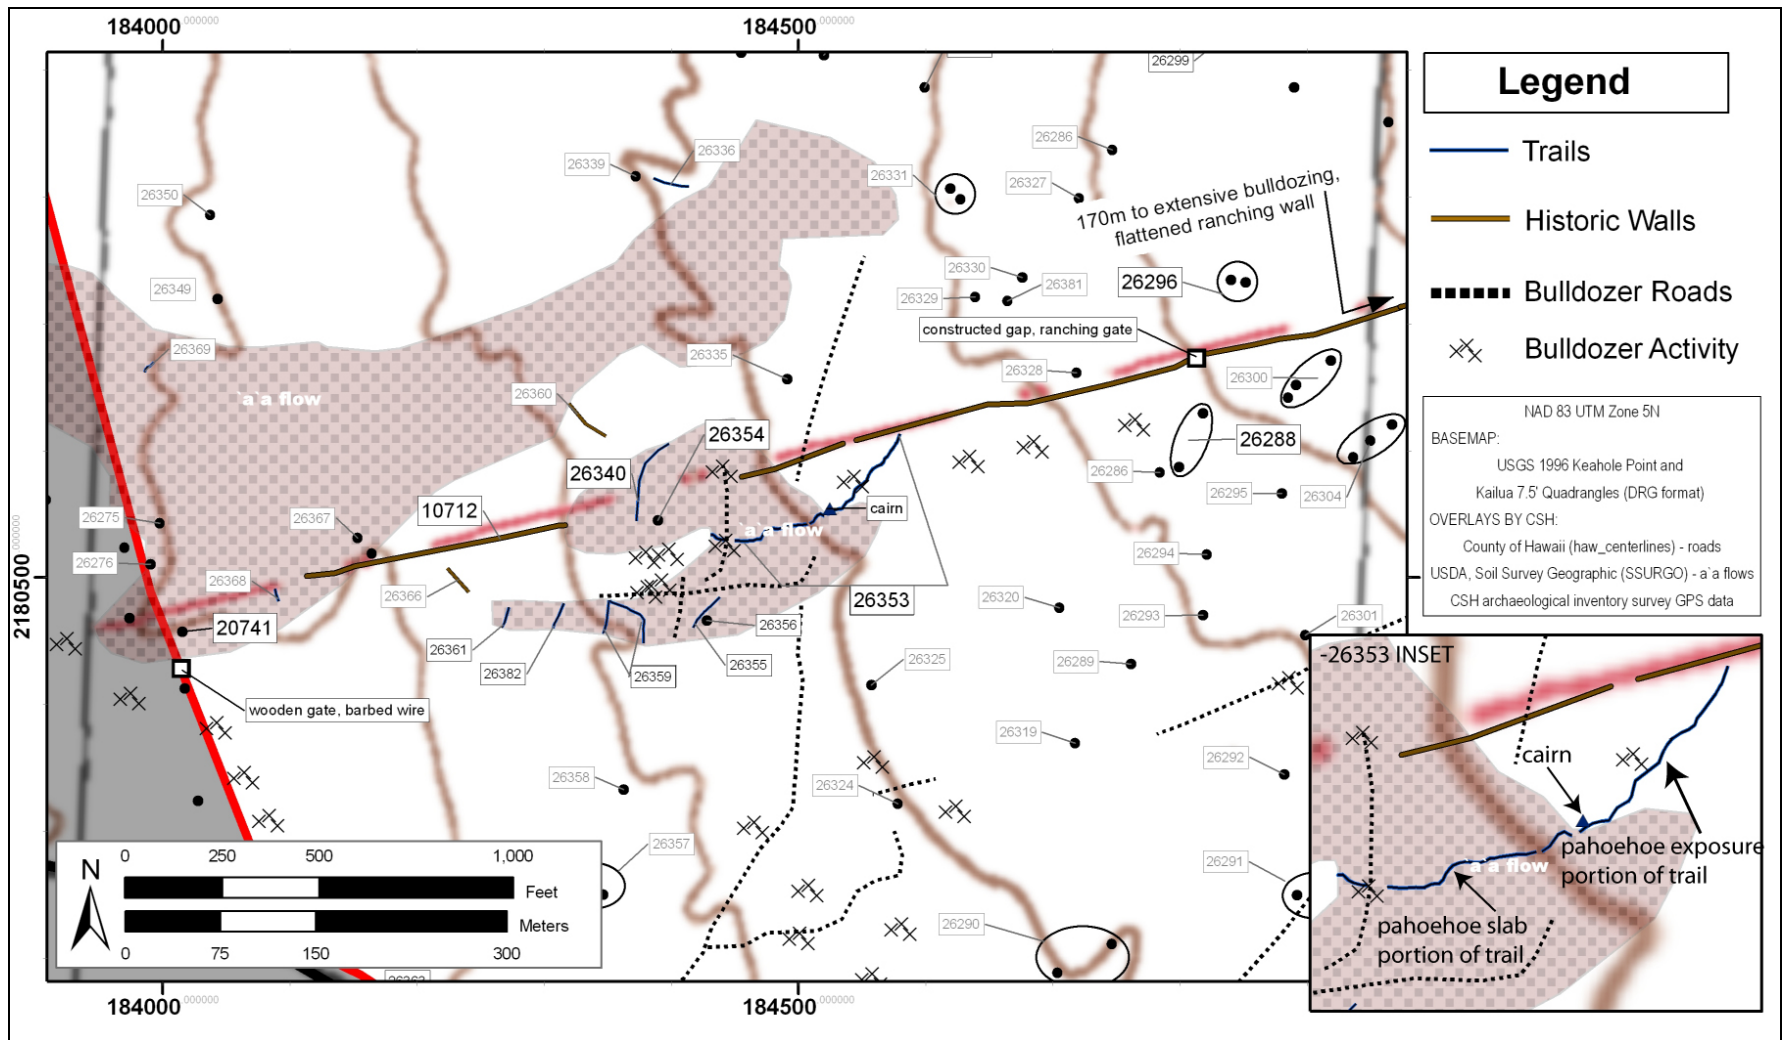 184000.000000
184500.000000
26299
26339
26336
26286
26331
26327
26350
170m to extensive bulldozing,
flattened ranching wall
26330
26381
26296
26349
26329
constructed gap, ranching gate
26369
26335
26328
26300
a`a flow
26360
26354
26288
26340
26286
26295
26304
10712
26367
cairn
26275
a`a flow
26276
26294
26368
26366
26353
26320
26293
26301
20741
26356
26361
26382
26359
26355
26325
26289
wooden gate, barbed wire
26319
26292
26358
26324
26357
26291
26290
2180500.000000
N
0 250 500 1,000
Feet
Meters
0 75 150 300
184000.000000
184500.000000
Legend
Trails
Historic Walls
Bulldozer Roads
Bulldozer Activity
NAD 83 UTM Zone 5N
BASEMAP:
USGS 1996 Keahole Point and
Kailua 7.5' Quadrangles (DRG format)
OVERLAYS BY CSH:
County of Hawaii (haw_centerlines) - roads
USDA, Soil Survey Geographic (SSURGO) - a`a flows
CSH archaeological inventory survey GPS data
-26353 INSET
cairn
pahoehoe exposure
portion of trail
`a`a flow
pahoehoe slab
portion of trail